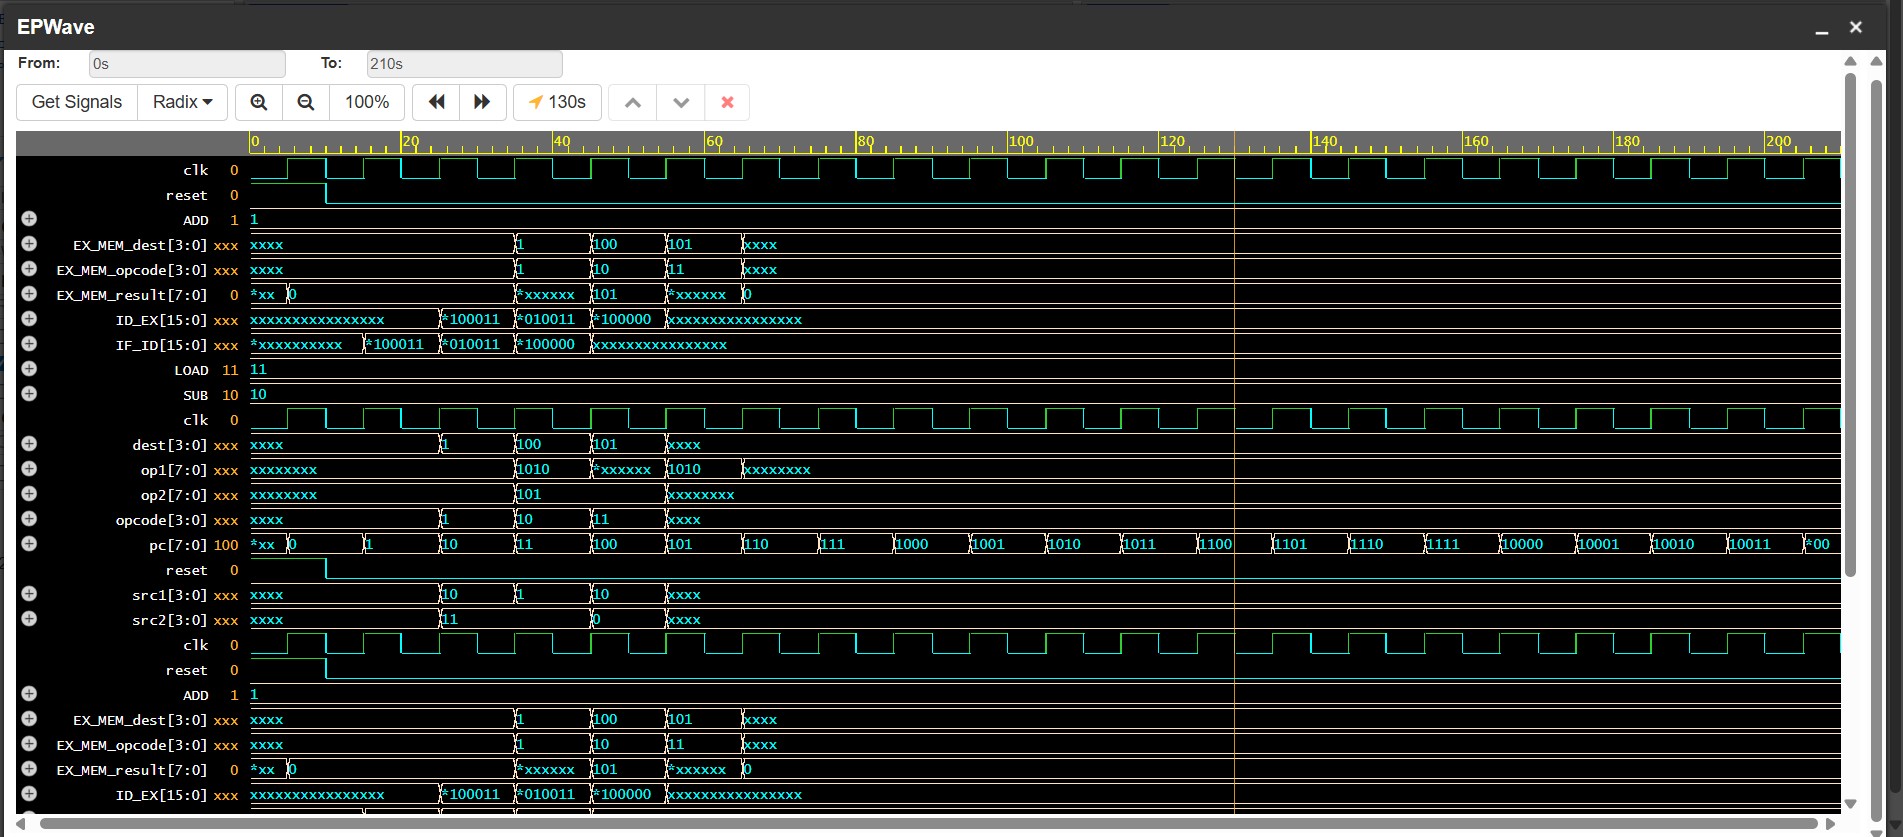 EPWave
From: 0s To: 210s
Get Signals Radix 100% 130s
0 20 40 60 80 100 120 140 160 180 200
clk 0
reset 0
ADD 1 1
EX_MEM_dest[3:0] xxx xxxx 1 100 101 xxxx
EX_MEM_opcode[3:0] xxx xxxx 1 10 11 xxxx
EX_MEM_result[7:0] 0 *xx 0 *xxxxxx 101 *xxxxxx 0
ID_EX[15:0] xxx xxxxxxxxxxxxxxxx *100011 *010011 *100000 xxxxxxxxxxxxxxxx
IF_ID[15:0] xxx *xxxxxxxxxx *100011 *010011 *100000 xxxxxxxxxxxxxxxx
LOAD 11 11
SUB 10 10
clk 0
dest[3:0] xxx xxxx 1 100 101 xxxx
op1[7:0] xxx xxxxxxxx 1010 *xxxxxx 1010 xxxxxxxx
op2[7:0] xxx xxxxxxxx 101 xxxxxxxx
opcode[3:0] xxx xxxx 1 10 11 xxxx
pc[7:0] 100 *xx 0 1 10 11 100 101 110 111 1000 1001 1010 1011 1100 1101 1110 1111 10000 10001 10010 10011 *00
reset 0
src1[3:0] xxx xxxx 10 1 10 xxxx
src2[3:0] xxx xxxx 11 0 xxxx
clk 0
reset 0
ADD 1 1
EX_MEM_dest[3:0] xxx xxxx 1 100 101 xxxx
EX_MEM_opcode[3:0] xxx xxxx 1 10 11 xxxx
EX_MEM_result[7:0] 0 *xx 0 *xxxxxx 101 *xxxxxx 0
ID_EX[15:0] xxx xxxxxxxxxxxxxxxx *100011 *010011 *100000 xxxxxxxxxxxxxxxx